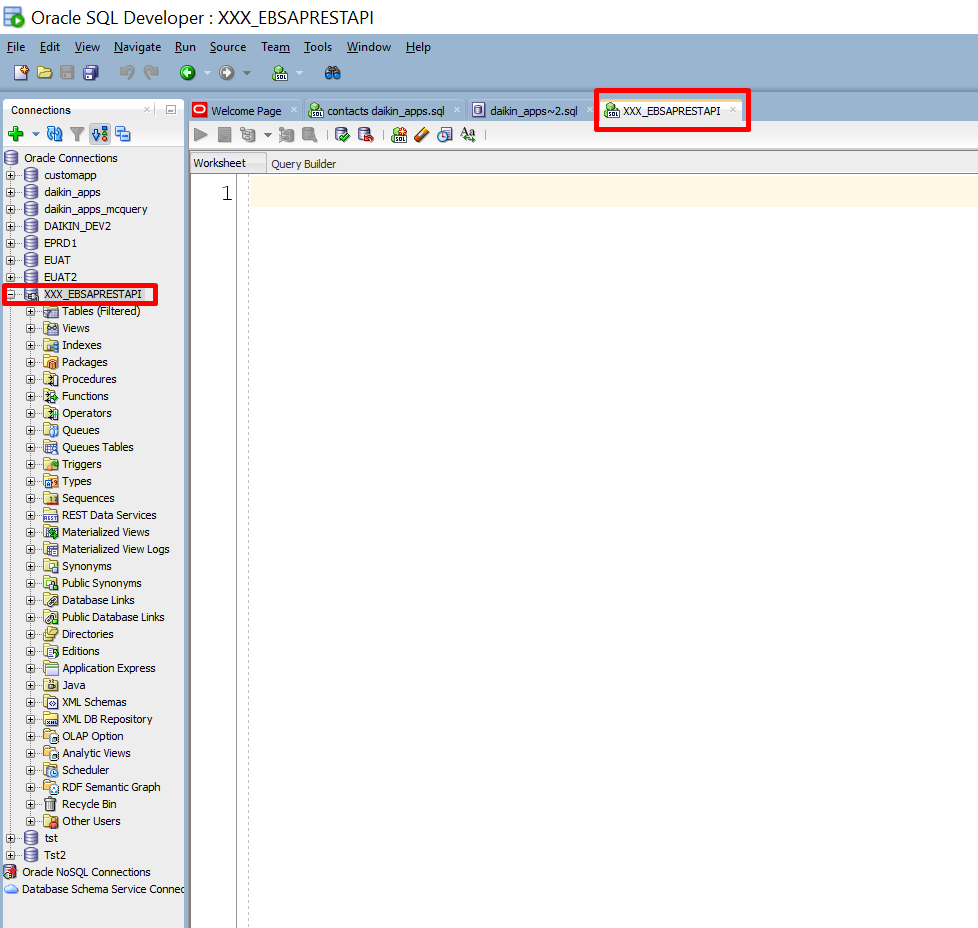 Oracle SQL Developer : XXX_EBSAPRESTAPI
File Edit View Navigate Run Source Team Tools Window Help
Connections
Welcome Page
contacts daikin_apps.sql
daikin_apps~2.sql
XXX_EBSAPRESTAPI
Worksheet
Query Builder
1
Oracle Connections
customapp
daikin_apps
daikin_apps_mcquery
DAIKIN_DEV2
EPRD1
EUAT
EUAT2
XXX_EBSAPRESTAPI
Tables (Filtered)
Views
Indexes
Packages
Procedures
Functions
Operators
Queues
Queues Tables
Triggers
Types
Sequences
REST Data Services
Materialized Views
Materialized View Logs
Synonyms
Public Synonyms
Database Links
Public Database Links
Directories
Editions
Application Express
Java
XML Schemas
XML DB Repository
OLAP Option
Analytic Views
Scheduler
RDF Semantic Graph
Recycle Bin
Other Users
tst
Tst2
Oracle NoSQL Connections
Database Schema Service Connec